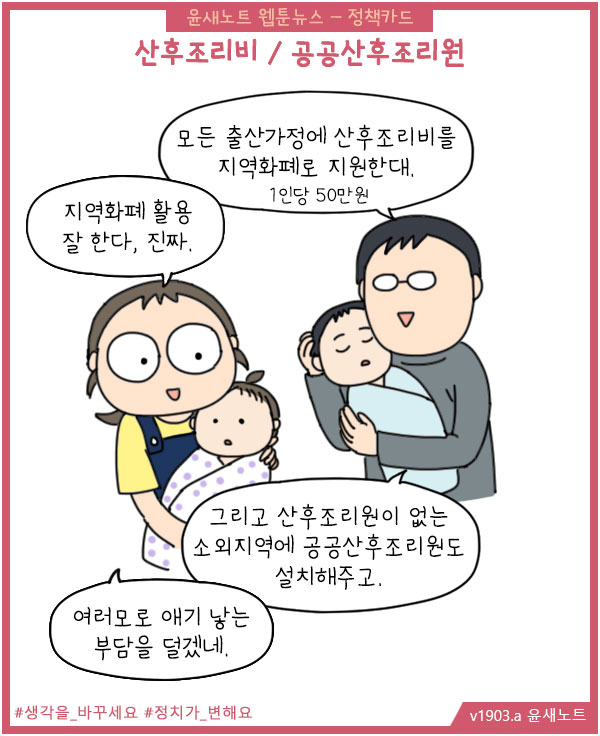 윤새노트 웹툰뉴스 - 정책카드
산후조리비 / 공공산후조리원
모든 출산가정에 산후조리비를
지역화폐로 지원한대.
1인당 50만원
지역화폐 활용
잘 한다, 진짜.
그리고 산후조리원이 없는
소외지역에 공공산후조리원도
설치해주고.
여러모로 애기 낳는
부담을 덜겠네.
#생각을_바꾸세요 #정치가_변해요
v1903.a 윤새노트